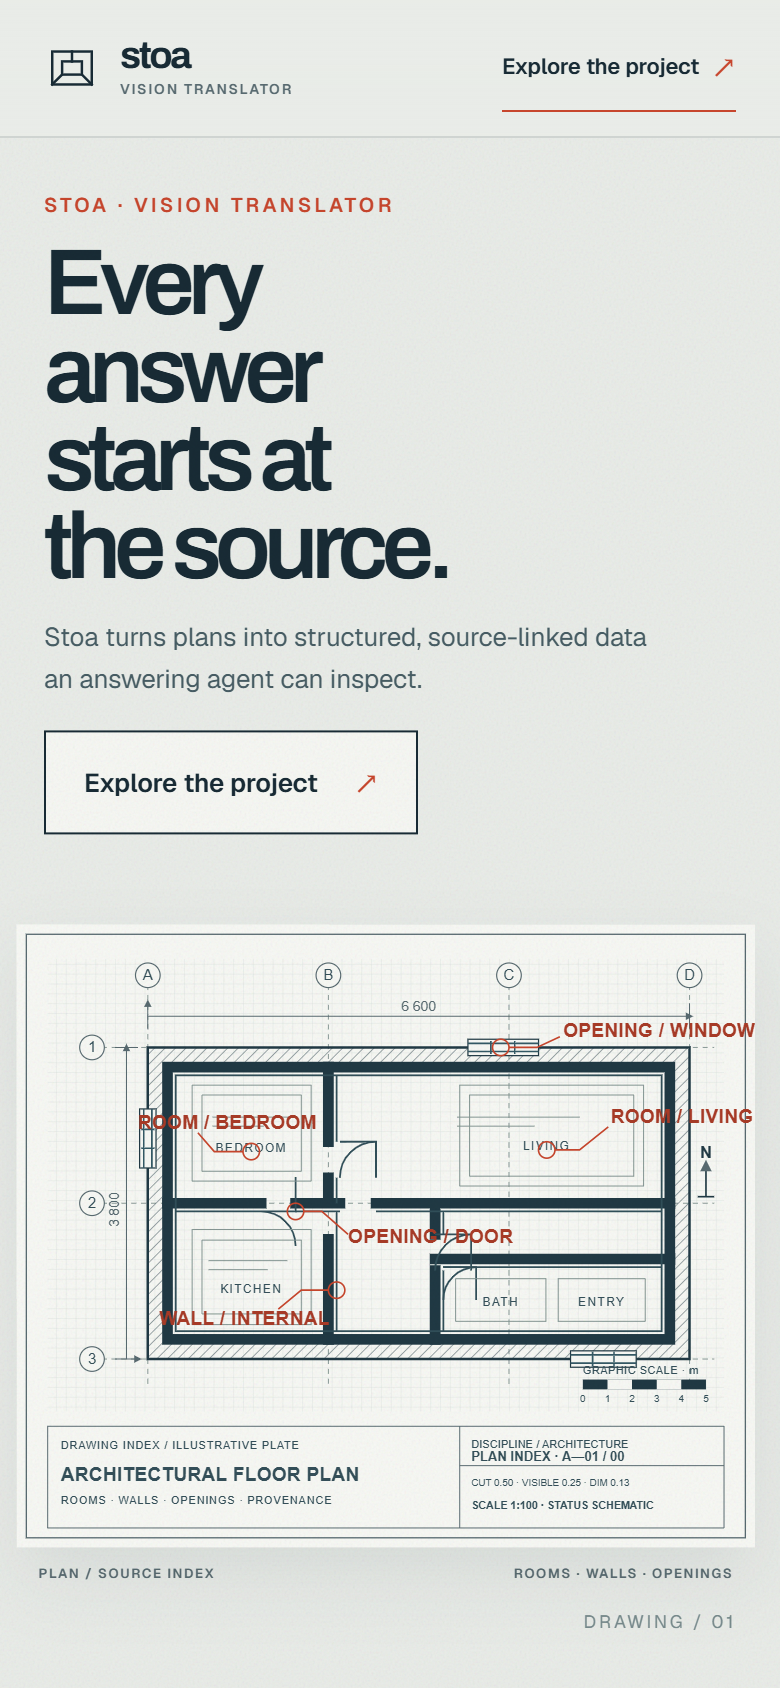 stoa
VISION TRANSLATOR
Explore the project ↗
STOA · VISION TRANSLATOR
Every
answer
starts at
the source.
Stoa turns plans into structured, source-linked data
an answering agent can inspect.
Explore the project ↗
A B C D
6 600
OPENING / WINDOW
1
ROOM / BEDROOM
ROOM / LIVING
BEDROOM
LIVING
N
2
3 800
OPENING / DOOR
KITCHEN
BATH
ENTRY
WALL / INTERNAL
3
GRAPHIC SCALE · m
0 1 2 3 4 5
DRAWING INDEX / ILLUSTRATIVE PLATE
ARCHITECTURAL FLOOR PLAN
ROOMS · WALLS · OPENINGS · PROVENANCE
DISCIPLINE / ARCHITECTURE
PLAN INDEX · A—01 / 00
CUT 0.50 · VISIBLE 0.25 · DIM 0.13
SCALE 1:100 · STATUS SCHEMATIC
PLAN / SOURCE INDEX
ROOMS · WALLS · OPENINGS
DRAWING / 01